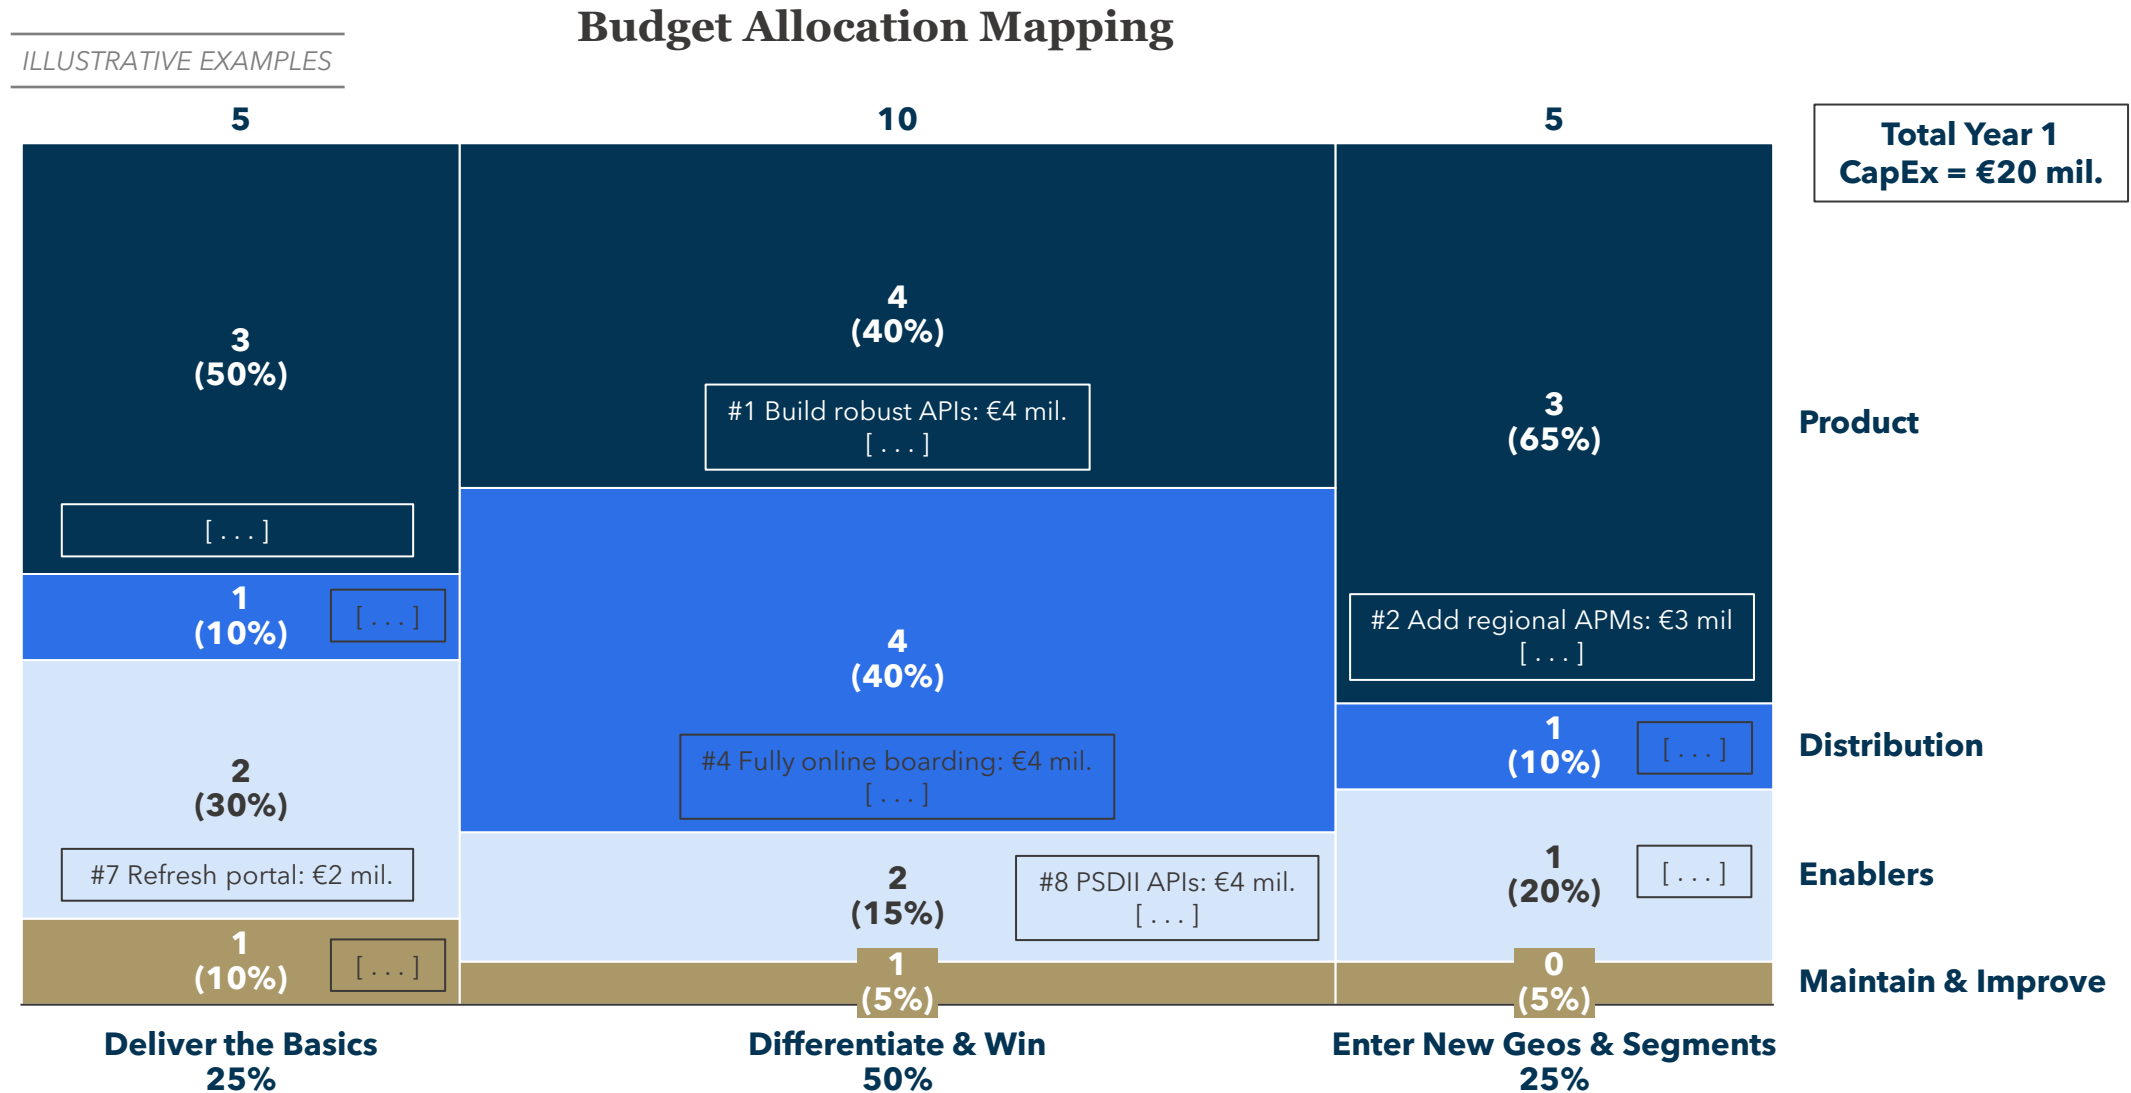 Budget Allocation Mapping
ILLUSTRATIVE EXAMPLES
5
10
5
Total Year 1
CapEx = €20 mil.
3
(50%)
[ . . . ]
4
(40%)
#1 Build robust APIs: €4 mil.
[ . . . ]
3
(65%)
#2 Add regional APMs: €3 mil
[ . . . ]
Product
1
(10%)
[ . . . ]
4
(40%)
#4 Fully online boarding: €4 mil.
[ . . . ]
1
(10%)
[ . . . ]
Distribution
2
(30%)
#7 Refresh portal: €2 mil.
2
(15%)
#8 PSDII APIs: €4 mil.
[ . . . ]
1
(20%)
[ . . . ]
Enablers
1
(10%)
[ . . . ]
1
(5%)
0
(5%)
Maintain & Improve
Deliver the Basics
25%
Differentiate & Win
50%
Enter New Geos & Segments
25%